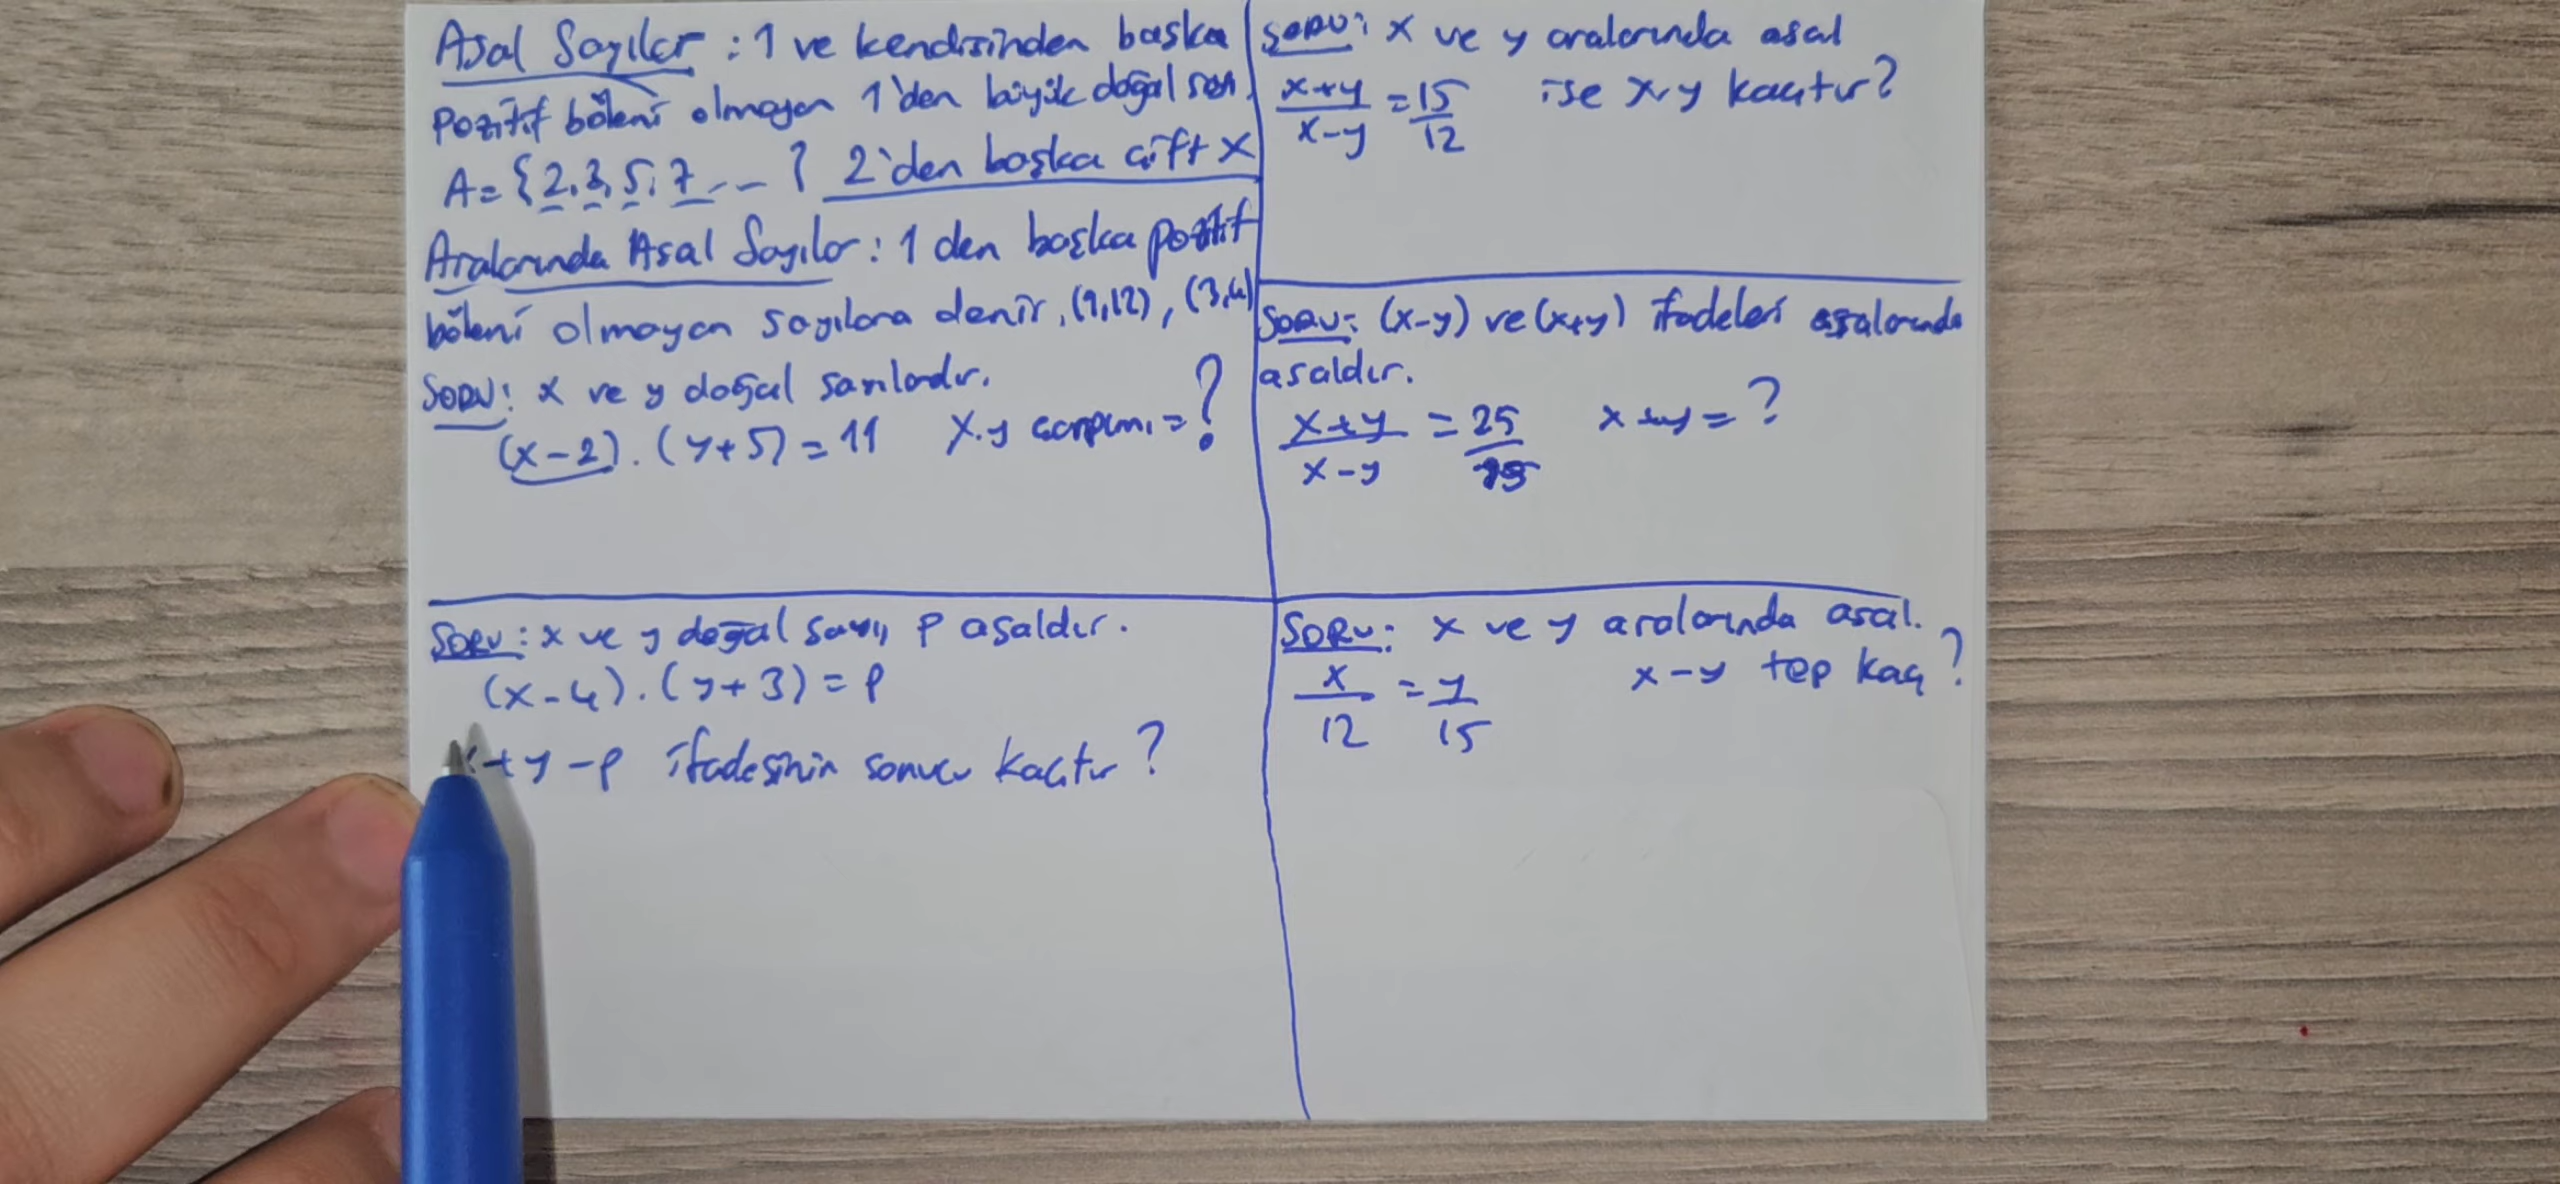 Asal Sayılar : 1 ve kendisinden başka
pozitif böleni olmayan 1'den büyük doğal sayı.
A = {2, 3, 5, 7 ... } 2'den başka çift X
Aralarında Asal Sayılar : 1 den başka pozitif
böleni olmayan sayılara denir. (1,12), (3,4)
SORU: x ve y doğal sayılardır.
(x-2).(y+5)=11 x.y çarpımı = ?
SORU: x ve y doğal sayı, p asaldır.
(x-4).(y+3)=p
x+y-p ifadesinin sonucu kaçtır?
SORU: x ve y aralarında asal
x+y/x-y = 15/12 ise x.y kaçtır?
SORU: (x-y) ve (x+y) ifadeleri aralarında
asaldır.
x+y/x-y = 25/15 x+y = ?
SORU: x ve y aralarında asal.
x/12 = y/15 x-y top kaç?